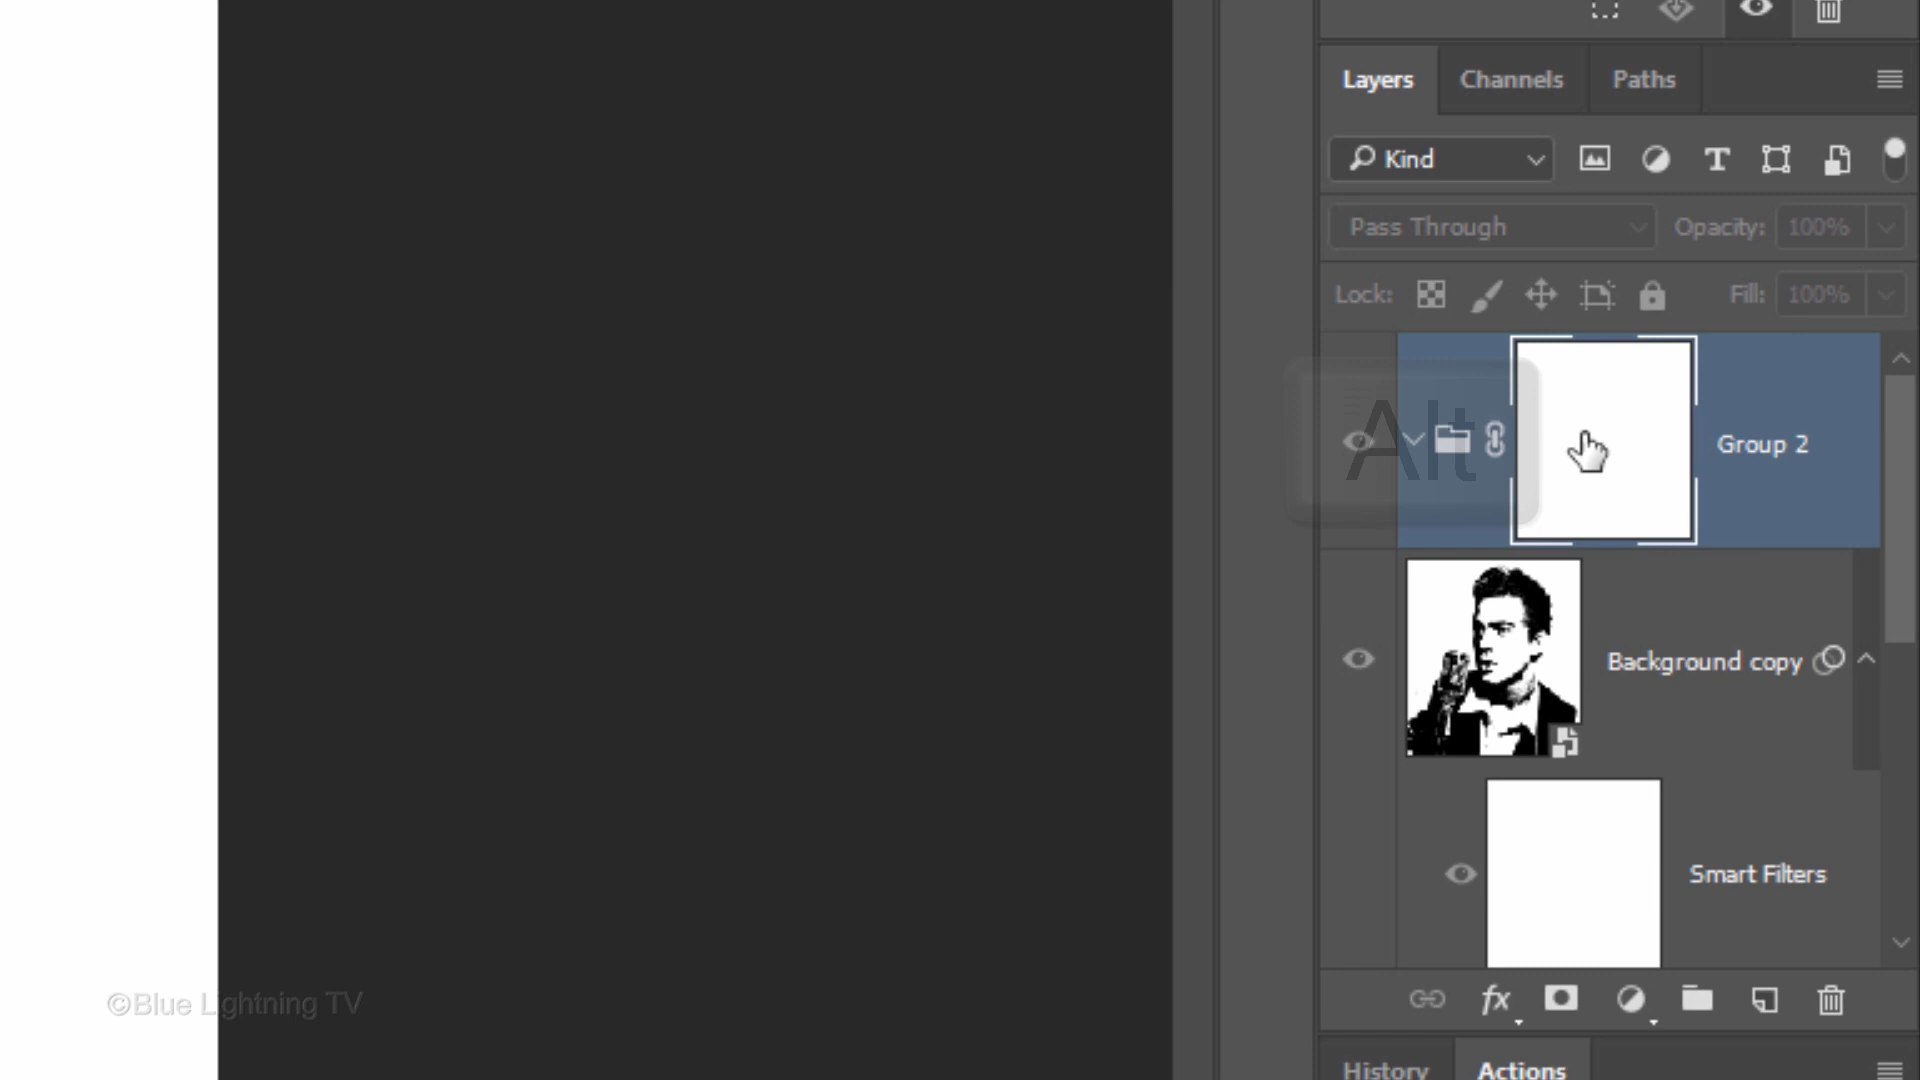 Layers Channels Paths
Kind
Pass Through Opacity: 100%
Lock: Fill: 100%
Alt
Group 2
Background copy
Smart Filters
fx
©Blue Lightning TV
History Actions